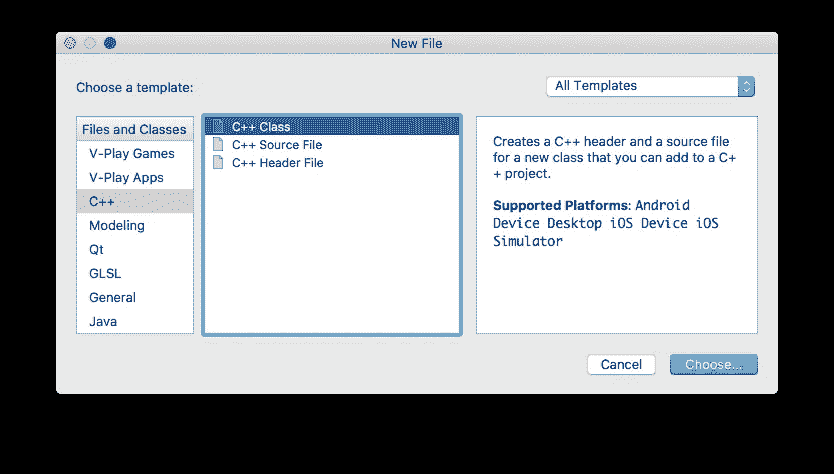 New File
Choose a template:
All Templates
Files and Classes
V-Play Games
V-Play Apps
C++
Modeling
Qt
GLSL
General
Java
C++ Class
C++ Source File
C++ Header File
Creates a C++ header and a source file
for a new class that you can add to a C+
+ project.
Supported Platforms: Android
Device Desktop iOS Device iOS
Simulator
Cancel
Choose...